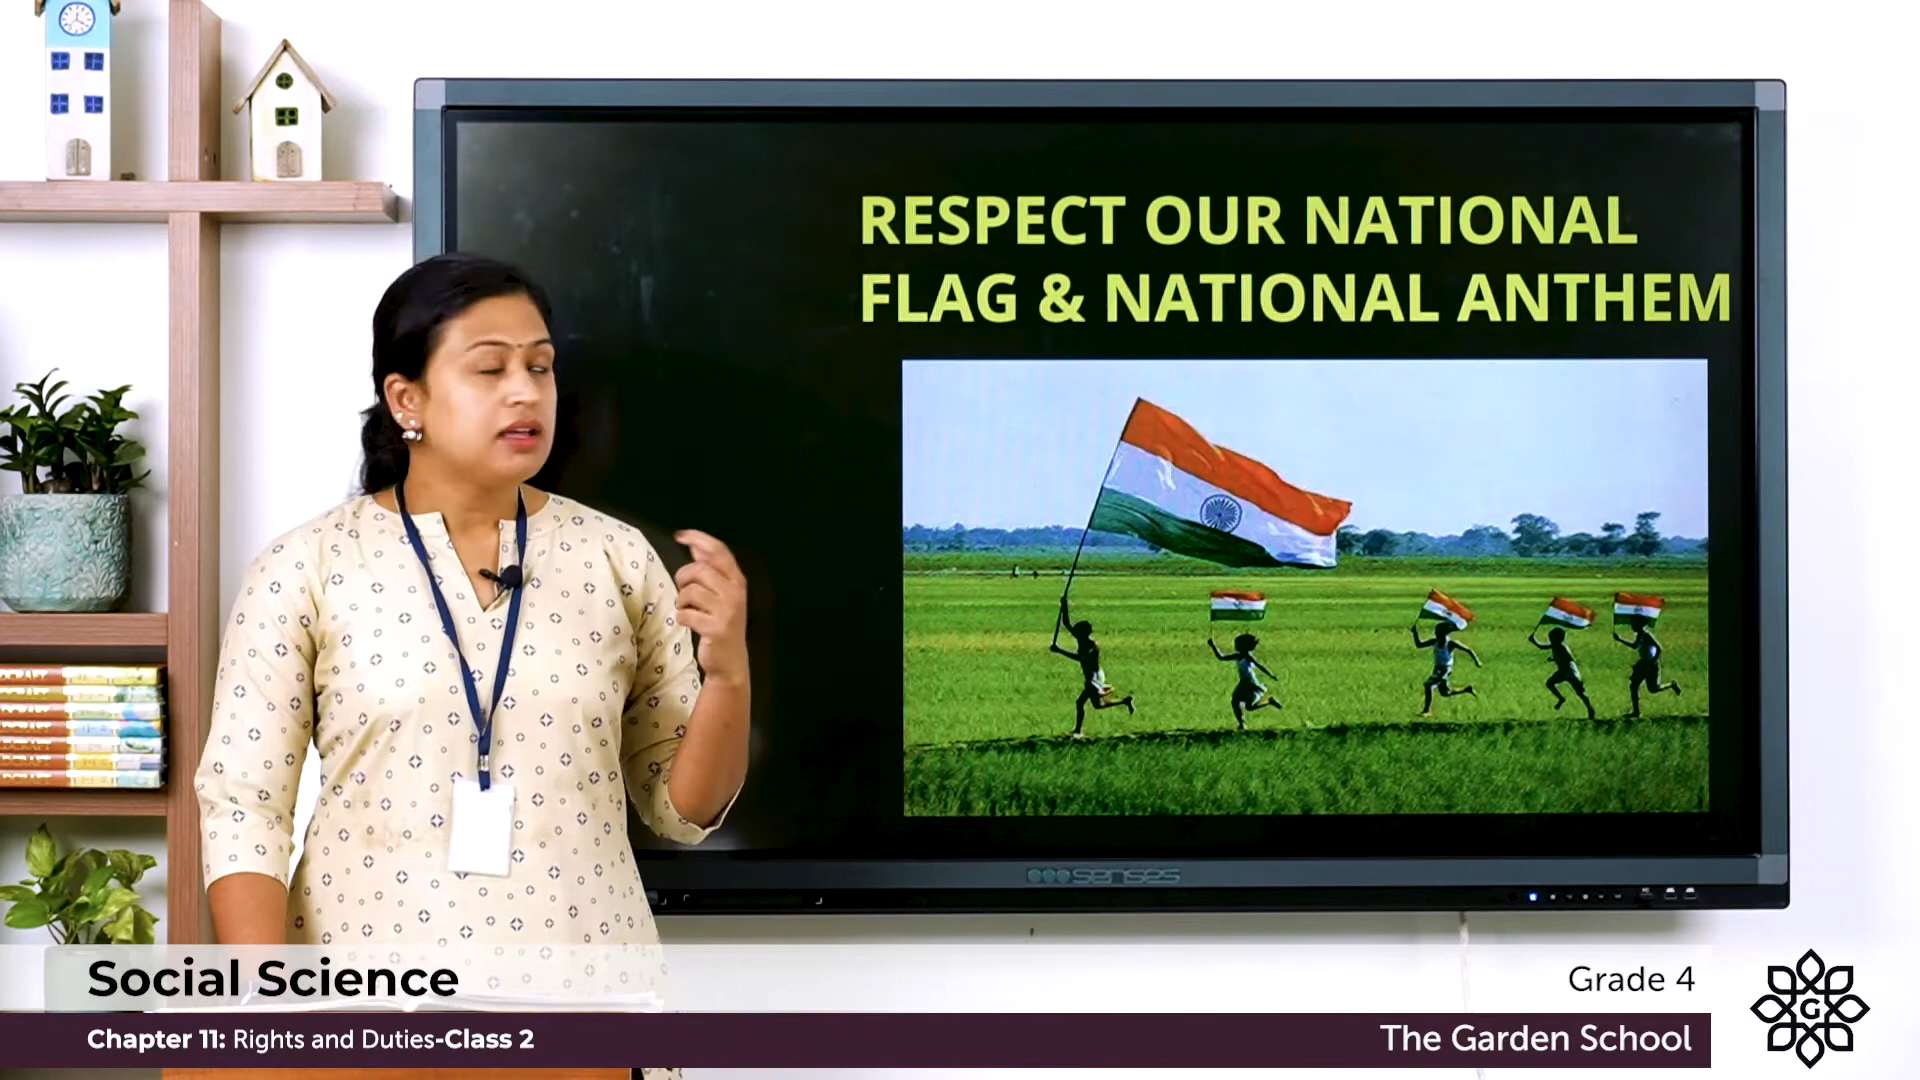 RESPECT OUR NATIONAL
FLAG & NATIONAL ANTHEM
senses
Social Science
Grade 4
Chapter 11: Rights and Duties-Class 2
The Garden School
G